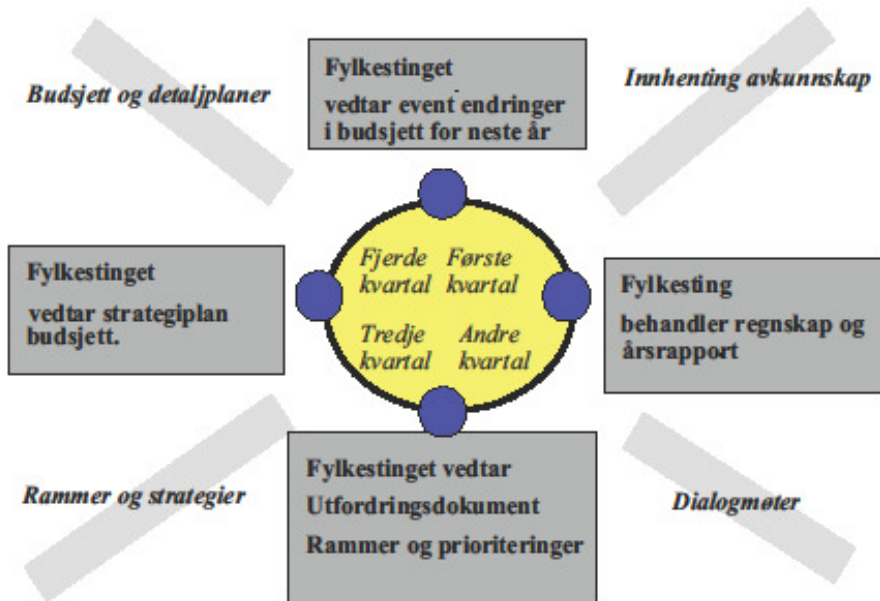 Fylkestinget
vedtar event endringer
i budsjett for neste år
Budsjett og detaljplaner
Innhenting avkunnskap
Fylkestinget
vedtar strategiplan
budsjett.
Fjerde
kvartal
Første
kvartal
Tredje
kvartal
Andre
kvartal
Fylkesting
behandler regnskap og
årsrapport
Rammer og strategier
Fylkestinget vedtar
Utfordringsdokument
Rammer og prioriteringer
Dialogmøter